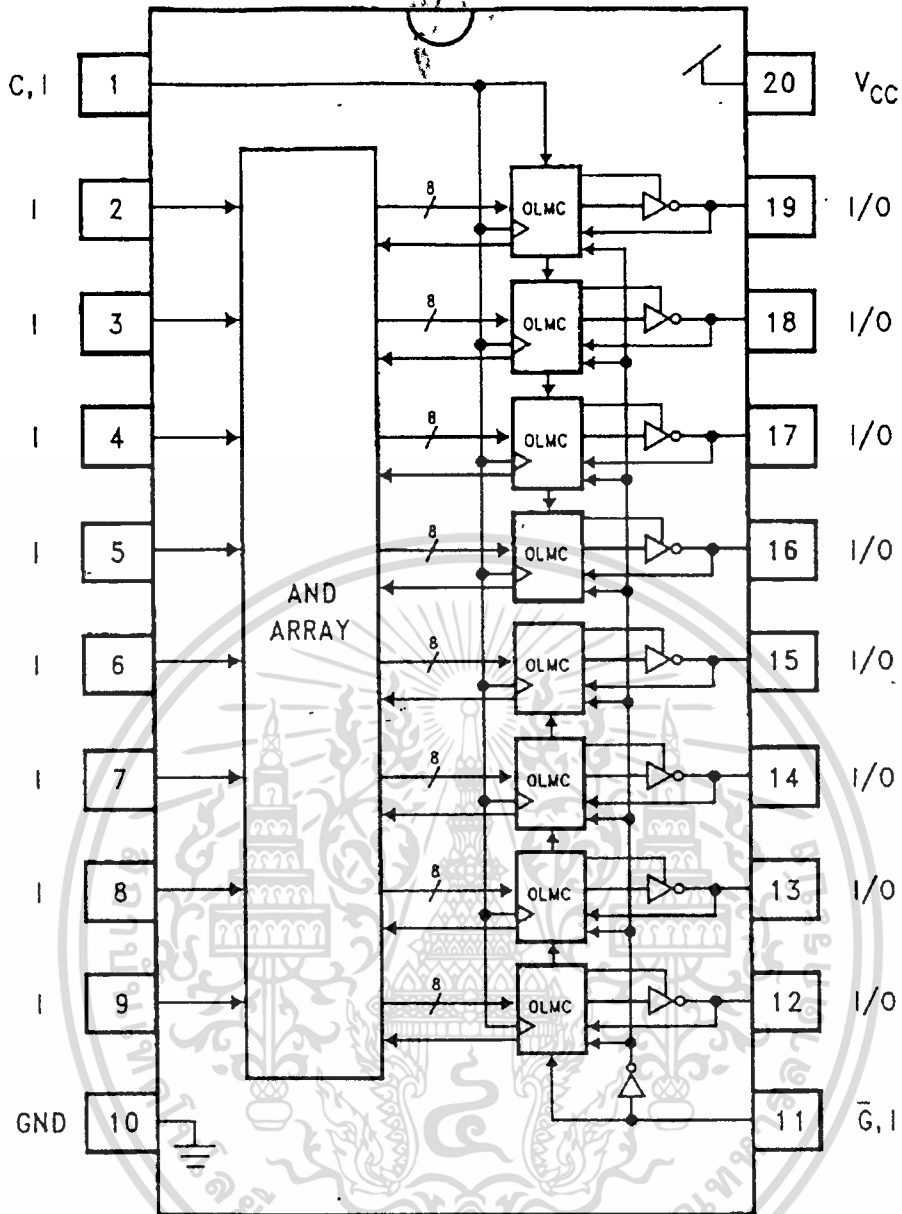 C,I 1 20 VCC
I 2 8 OLMC 19 I/O
I 3 8 OLMC 18 I/O
I 4 8 OLMC 17 I/O
I 5 8 OLMC 16 I/O
AND
ARRAY
I 6 8 OLMC 15 I/O
I 7 8 OLMC 14 I/O
I 8 8 OLMC 13 I/O
I 9 8 OLMC 12 I/O
GND 10 11 G̅,I